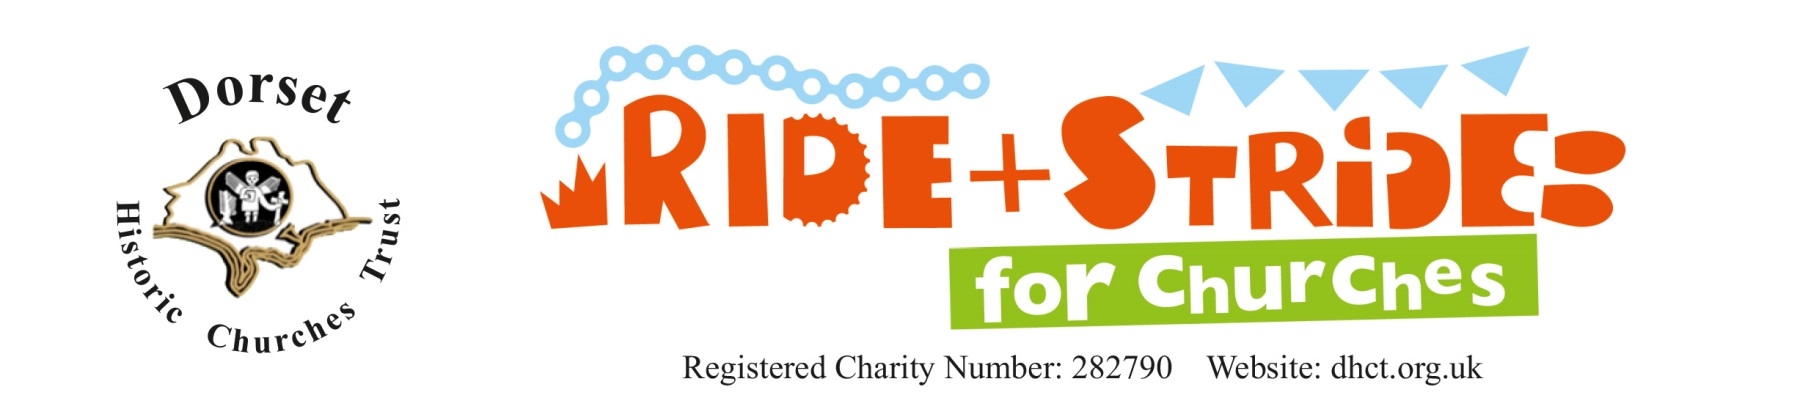 Dorset
Historic Churches Trust
RIDE+STRiDE
for Churches
Registered Charity Number: 282790 Website: dhct.org.uk